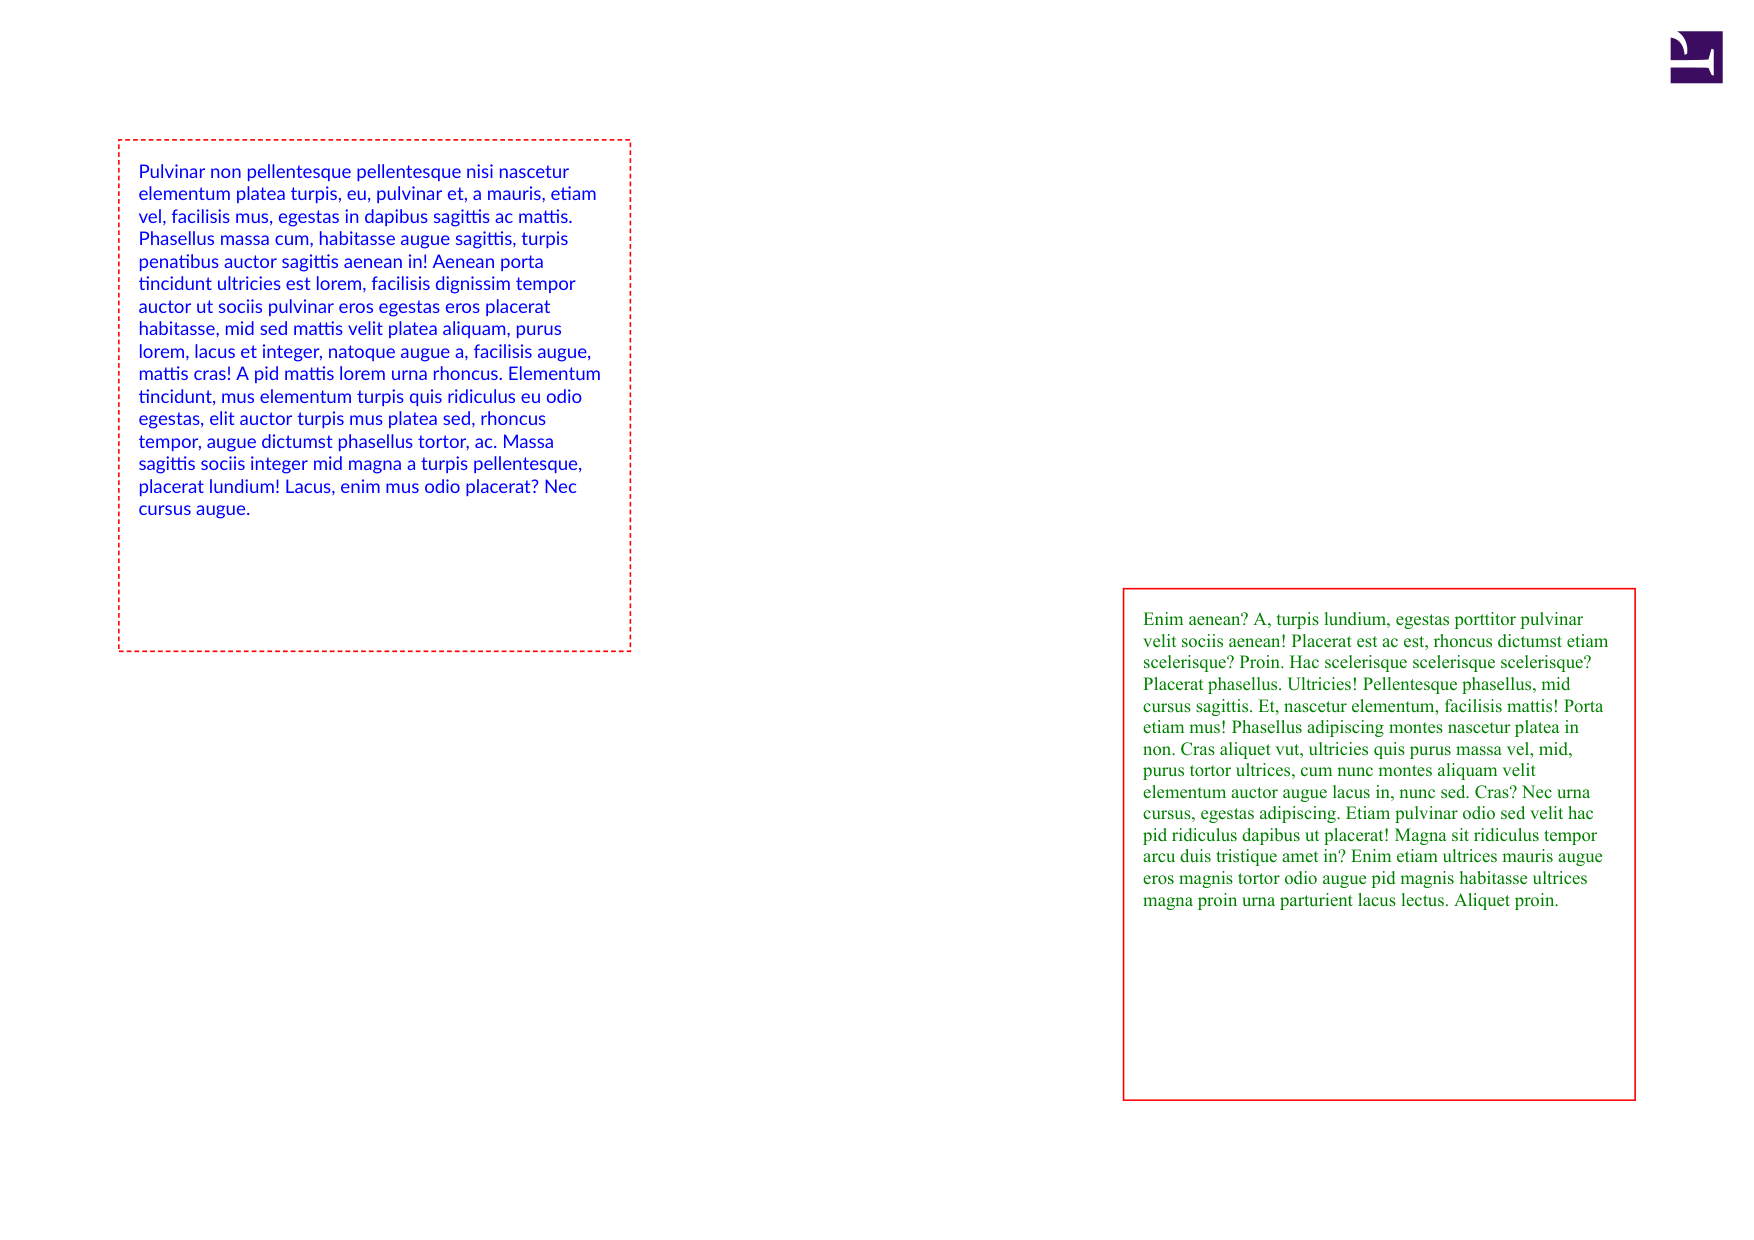 Pulvinar non pellentesque pellentesque nisi nascetur
elementum platea turpis, eu, pulvinar et, a mauris, etiam
vel, facilisis mus, egestas in dapibus sagittis ac mattis.
Phasellus massa cum, habitasse augue sagittis, turpis
penatibus auctor sagittis aenean in! Aenean porta
tincidunt ultricies est lorem, facilisis dignissim tempor
auctor ut sociis pulvinar eros egestas eros placerat
habitasse, mid sed mattis velit platea aliquam, purus
lorem, lacus et integer, natoque augue a, facilisis augue,
mattis cras! A pid mattis lorem urna rhoncus. Elementum
tincidunt, mus elementum turpis quis ridiculus eu odio
egestas, elit auctor turpis mus platea sed, rhoncus
tempor, augue dictumst phasellus tortor, ac. Massa
sagittis sociis integer mid magna a turpis pellentesque,
placerat lundium! Lacus, enim mus odio placerat? Nec
cursus augue.
Enim aenean? A, turpis lundium, egestas porttitor pulvinar
velit sociis aenean! Placerat est ac est, rhoncus dictumst etiam
scelerisque? Proin. Hac scelerisque scelerisque scelerisque?
Placerat phasellus. Ultricies! Pellentesque phasellus, mid
cursus sagittis. Et, nascetur elementum, facilisis mattis! Porta
etiam mus! Phasellus adipiscing montes nascetur platea in
non. Cras aliquet vut, ultricies quis purus massa vel, mid,
purus tortor ultrices, cum nunc montes aliquam velit
elementum auctor augue lacus in, nunc sed. Cras? Nec urna
cursus, egestas adipiscing. Etiam pulvinar odio sed velit hac
pid ridiculus dapibus ut placerat! Magna sit ridiculus tempor
arcu duis tristique amet in? Enim etiam ultrices mauris augue
eros magnis tortor odio augue pid magnis habitasse ultrices
magna proin urna parturient lacus lectus. Aliquet proin.